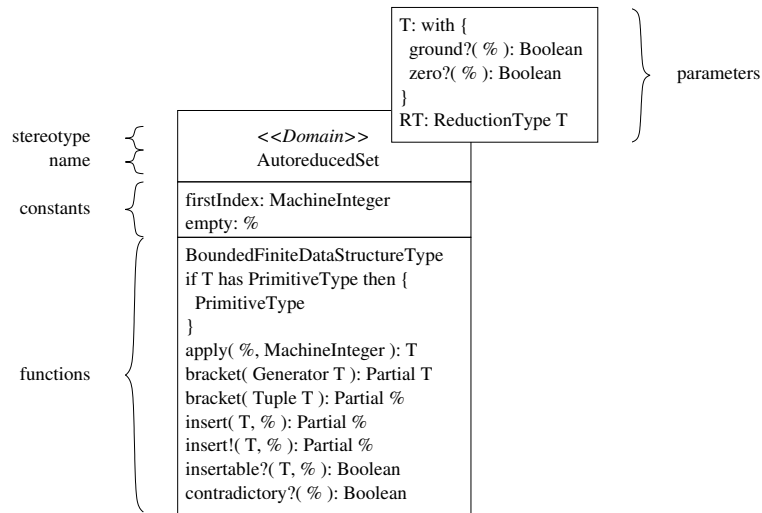 T: with {
ground?( % ): Boolean
zero?( % ): Boolean
}
RT: ReductionType T
parameters
stereotype
name
<<Domain>>
AutoreducedSet
constants
firstIndex: MachineInteger
empty: %
functions
BoundedFiniteDataStructureType
if T has PrimitiveType then {
PrimitiveType
}
apply( %, MachineInteger ): T
bracket( Generator T ): Partial T
bracket( Tuple T ): Partial %
insert( T, % ): Partial %
insert!( T, % ): Partial %
insertable?( T, % ): Boolean
contradictory?( % ): Boolean